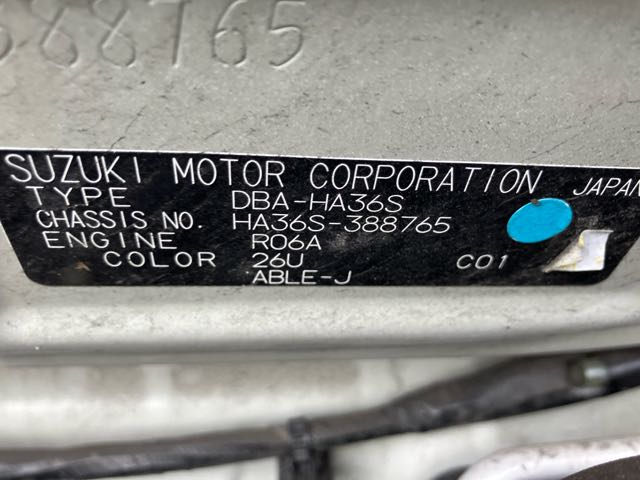 388765
SUZUKI MOTOR CORPORATION JAPAN
TYPE DBA-HA36S
CHASSIS NO. HA36S-388765
ENGINE R06A
COLOR 26U C01
ABLE-J